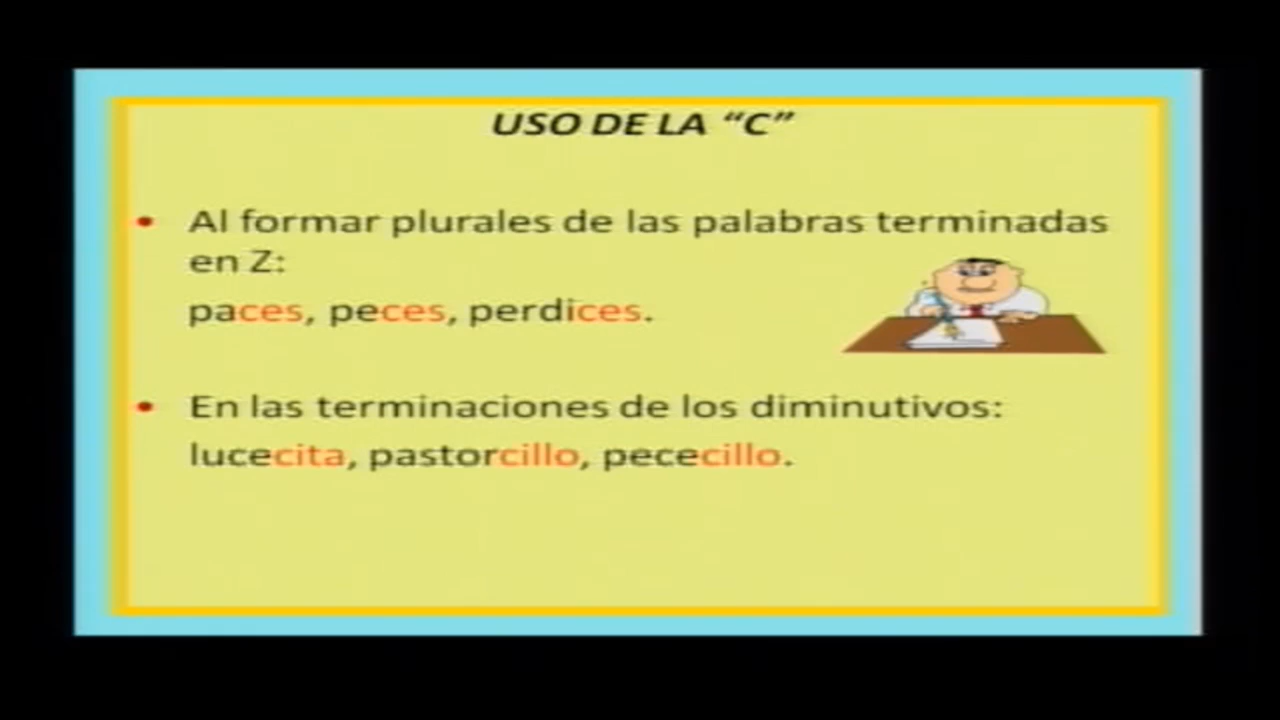 USO DE LA “C”
Al formar plurales de las palabras terminadas
en Z:
paces, peces, perdices.
En las terminaciones de los diminutivos:
lucecita, pastorcillo, pececillo.